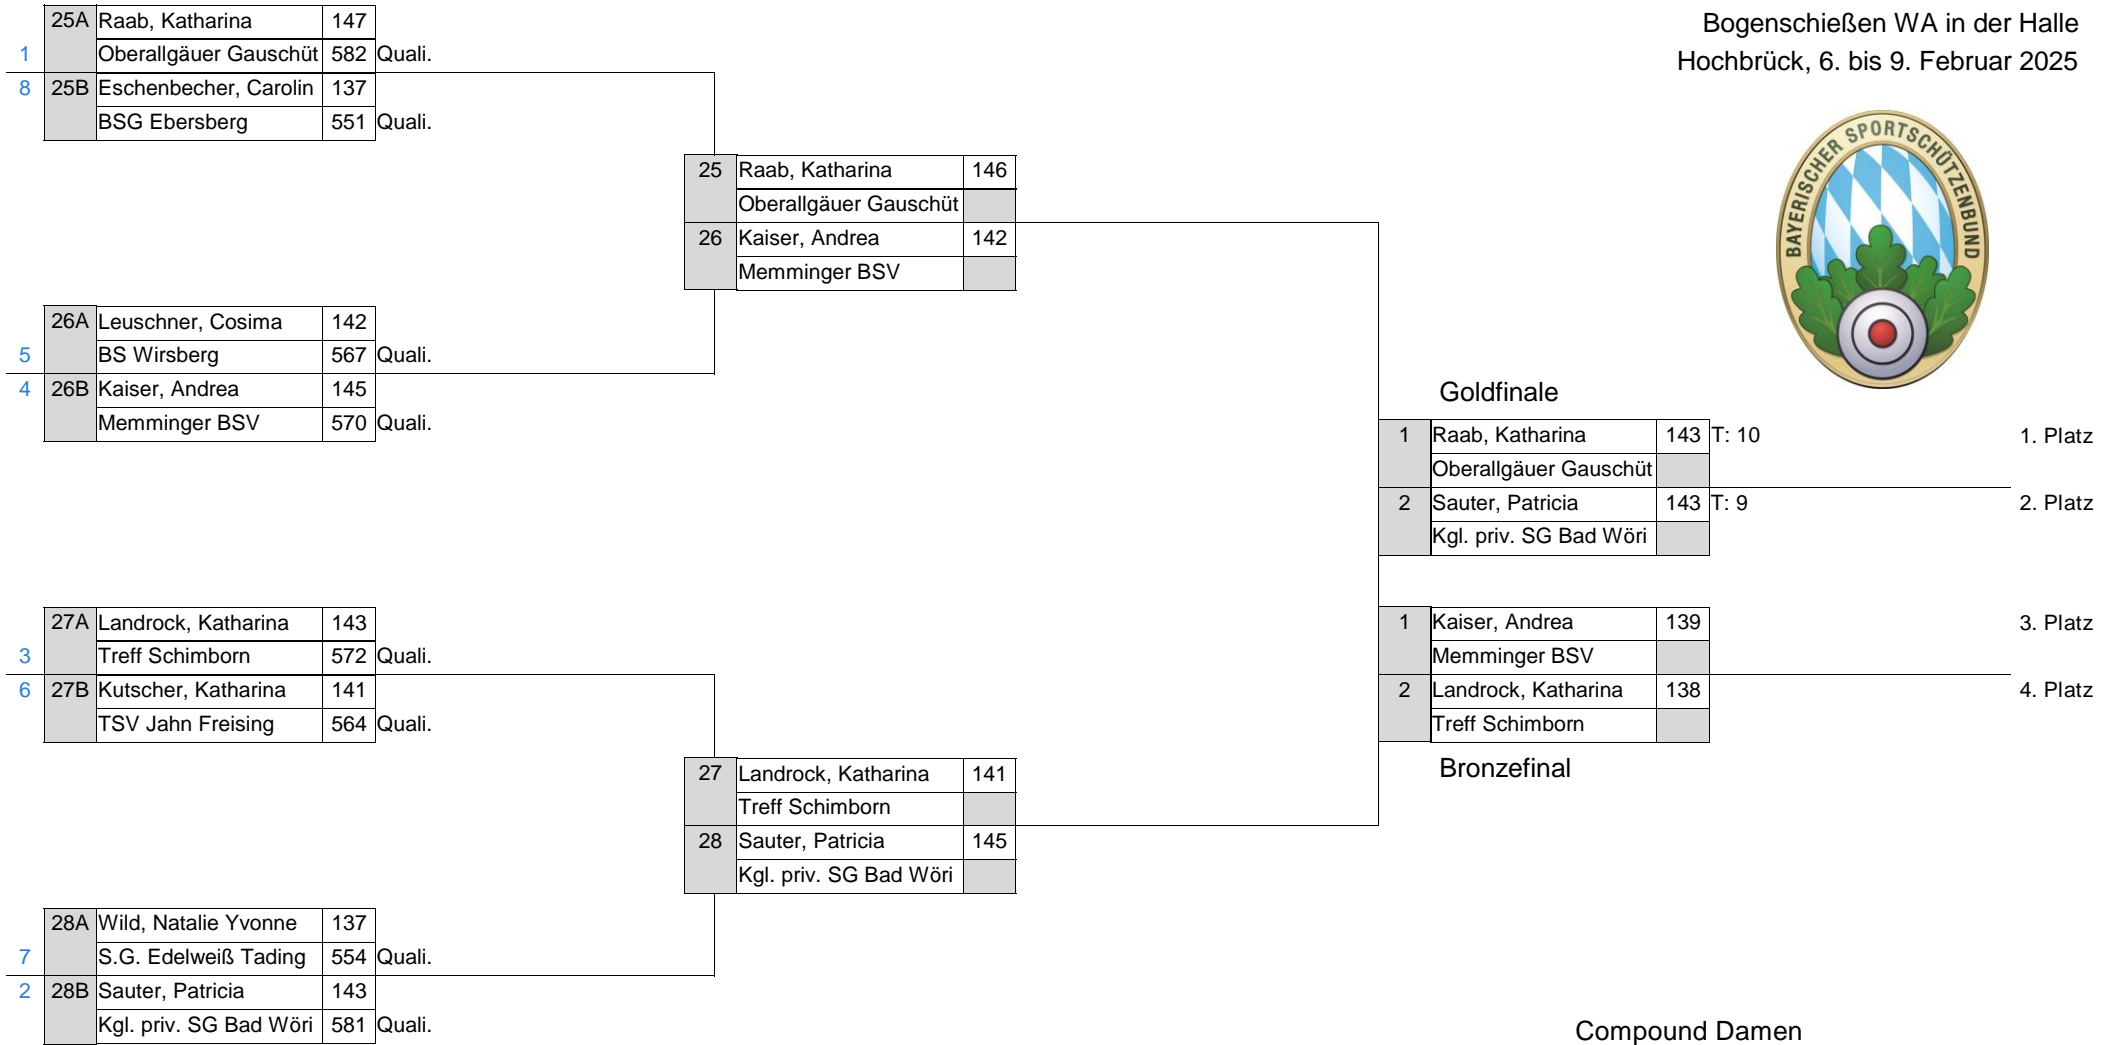 Bogenschießen WA in der Halle
Hochbrück, 6. bis 9. Februar 2025
BAYERISCHER SPORTSCHÜTZENBUND
25A Raab, Katharina 147
1 Oberallgäuer Gauschüt 582 Quali.
8 25B Eschenbecher, Carolin 137
BSG Ebersberg 551 Quali.
25 Raab, Katharina 146
Oberallgäuer Gauschüt
26 Kaiser, Andrea 142
Memminger BSV
26A Leuschner, Cosima 142
5 BS Wirsberg 567 Quali.
4 26B Kaiser, Andrea 145
Memminger BSV 570 Quali.
Goldfinale
1 Raab, Katharina 143 T: 10 1. Platz
Oberallgäuer Gauschüt
2 Sauter, Patricia 143 T: 9 2. Platz
Kgl. priv. SG Bad Wöri
27A Landrock, Katharina 143
3 Treff Schimborn 572 Quali.
6 27B Kutscher, Katharina 141
TSV Jahn Freising 564 Quali.
1 Kaiser, Andrea 139 3. Platz
Memminger BSV
2 Landrock, Katharina 138 4. Platz
Treff Schimborn
Bronzefinal
27 Landrock, Katharina 141
Treff Schimborn
28 Sauter, Patricia 145
Kgl. priv. SG Bad Wöri
28A Wild, Natalie Yvonne 137
7 S.G. Edelweiß Tading 554 Quali.
2 28B Sauter, Patricia 143
Kgl. priv. SG Bad Wöri 581 Quali.
Compound Damen